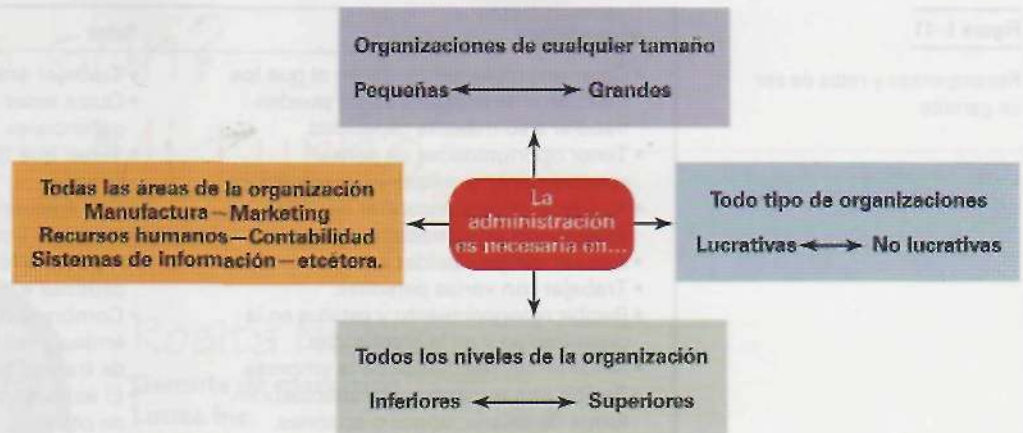 Organizaciones de cualquier tamaño
Pequeñas Grandes
Todas las áreas de la organización
Manufactura—Marketing
Recursos humanos—Contabilidad
Sistemas de información—etcétera.
La
administración
es necesaria en...
Todo tipo de organizaciones
Lucrativas No lucrativas
Todos los niveles de la organización
Inferiores Superiores